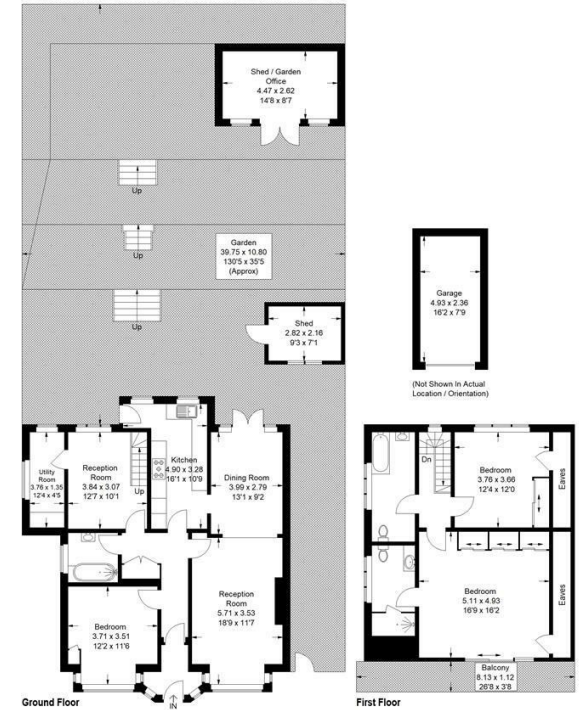 Shed / Garden
Office
4.47 x 2.62
14'8 x 8'7
Up
Up
Garden
39.75 x 10.80
130'5 x 35'5
(Approx)
Up
Shed
2.82 x 2.16
9'3 x 7'1
Garage
4.93 x 2.36
16'2 x 7'9
(Not Shown In Actual
Location / Orientation)
Utility
Room
3.76 x 1.35
12'4 x 4'5
Reception
Room
3.84 x 3.07
12'7 x 10'1
Up
Kitchen
4.90 x 3.28
16'1 x 10'9
Dining Room
3.99 x 2.79
13'1 x 9'2
Reception
Room
5.71 x 3.53
18'9 x 11'7
Bedroom
3.71 x 3.51
12'2 x 11'6
IN
Ground Floor
Dn
Bedroom
3.76 x 3.66
12'4 x 12'0
Eaves
Bedroom
5.11 x 4.93
16'9 x 16'2
Eaves
Balcony
8.13 x 1.12
26'8 x 3'8
First Floor